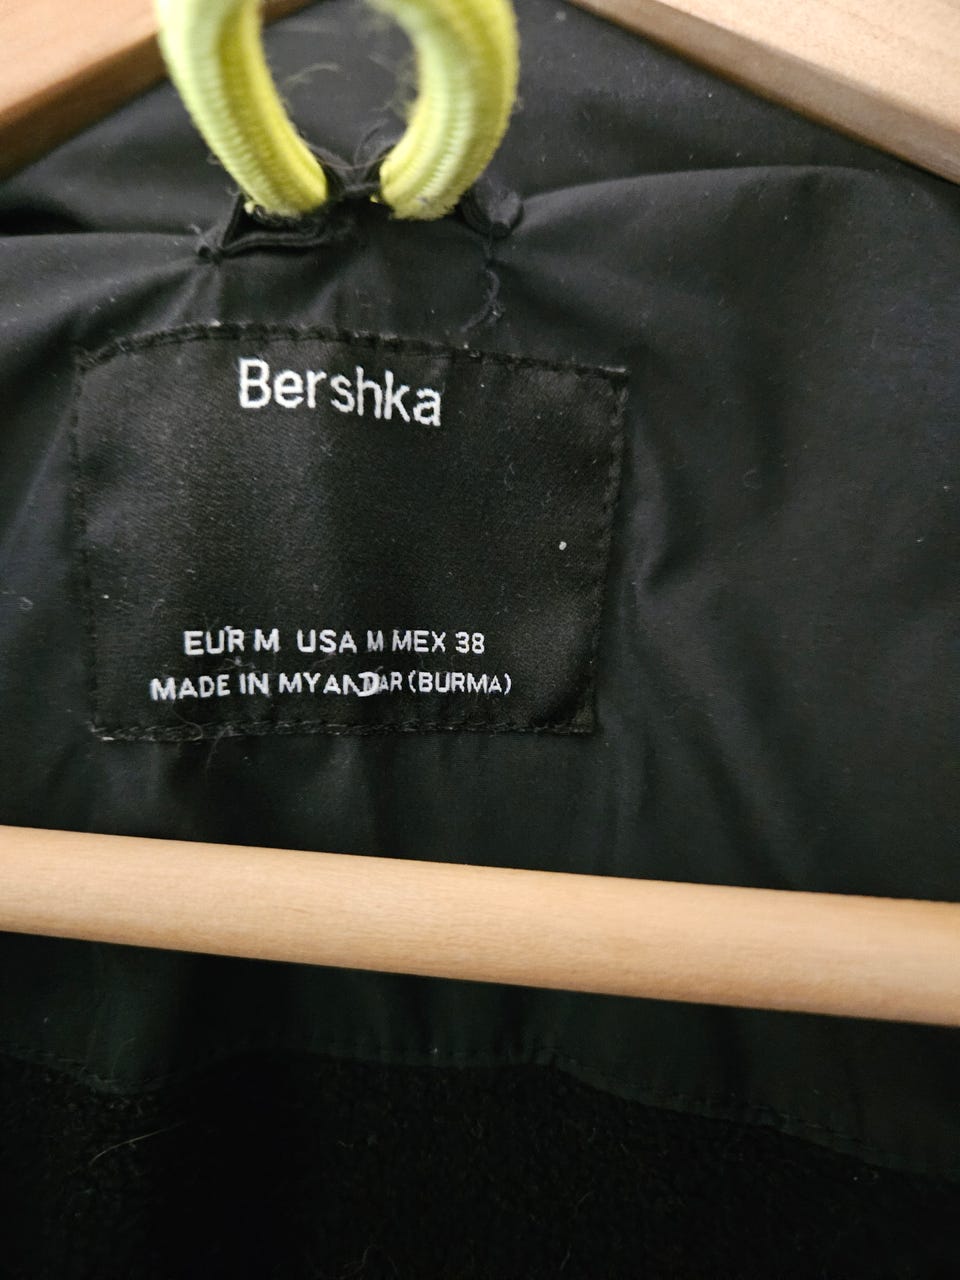 Bershka
EUR M USA M MEX 38
MADE IN MYANMAR (BURMA)